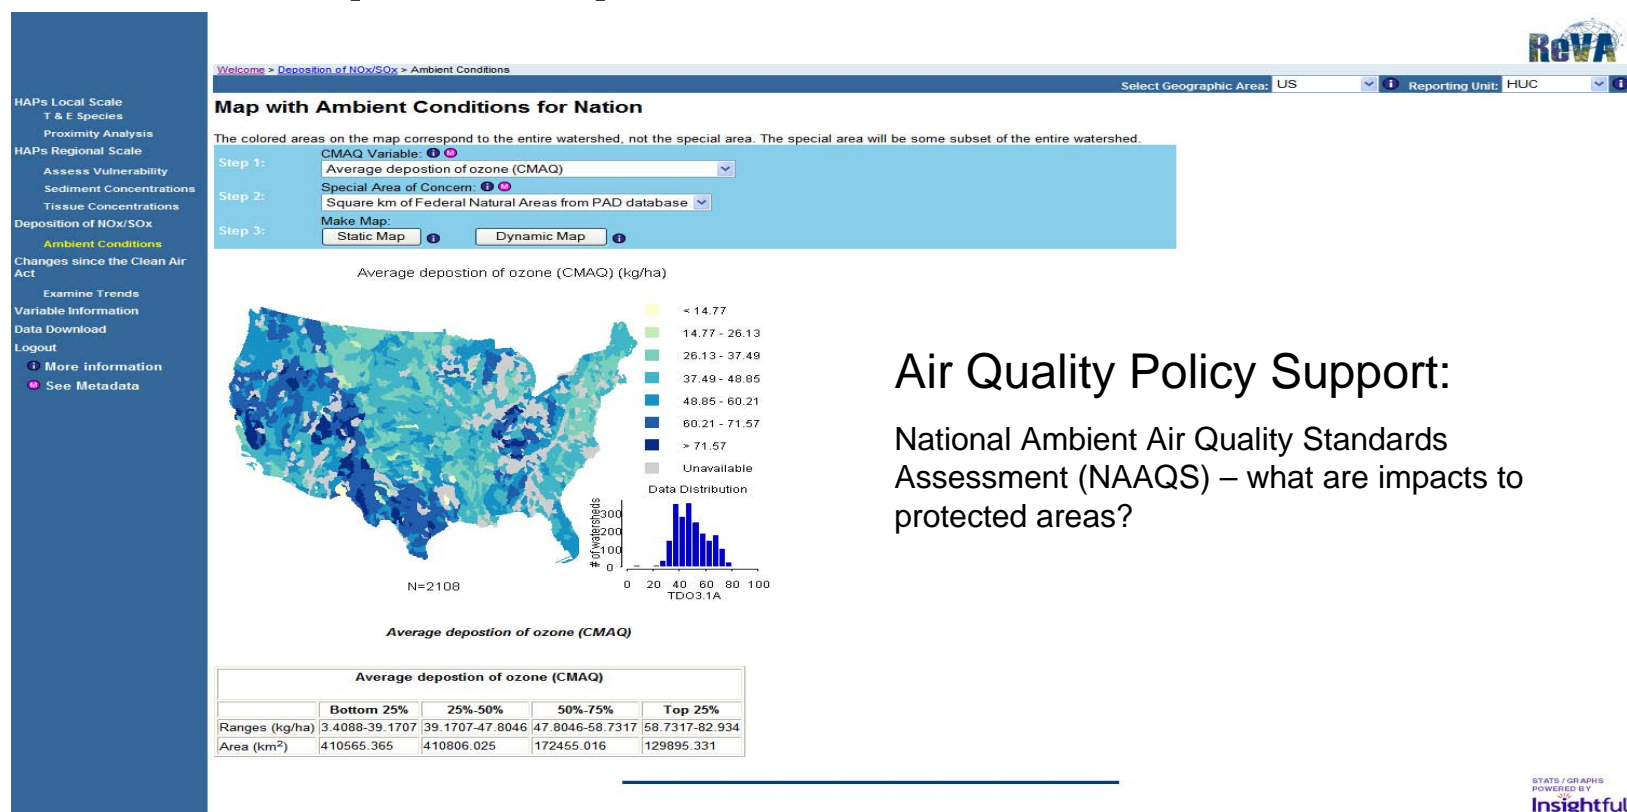 ReVA
Welcome > Deposition of NOx/SOx > Ambient Conditions
Select Geographic Area: US Reporting Unit: HUC
HAPs Local Scale
T & E Species
Proximity Analysis
HAPs Regional Scale
Assess Vulnerability
Sediment Concentrations
Tissue Concentrations
Deposition of NOx/SOx
Ambient Conditions
Changes since the Clean Air
Act
Examine Trends
Variable Information
Data Download
Logout
More information
See Metadata
Map with Ambient Conditions for Nation
The colored areas on the map correspond to the entire watershed, not the special area. The special area will be some subset of the entire watershed.
Step 1:
CMAQ Variable:
Average depostion of ozone (CMAQ)
Step 2:
Special Area of Concern:
Square km of Federal Natural Areas from PAD database
Step 3:
Make Map:
Static Map Dynamic Map
Average depostion of ozone (CMAQ) (kg/ha)
< 14.77
14.77 - 26.13
26.13 - 37.49
37.49 - 48.85
48.85 - 60.21
60.21 - 71.57
> 71.57
Unavailable
Data Distribution
# of watersheds
300
200
100
0
0 20 40 60 80 100
TDO3.1A
N=2108
Average depostion of ozone (CMAQ)
Average depostion of ozone (CMAQ)
Bottom 25% 25%-50% 50%-75% Top 25%
Ranges (kg/ha) 3.4088-39.1707 39.1707-47.8046 47.8046-58.7317 58.7317-82.934
Area (km²) 410565.365 410806.025 172455.016 129895.331
Air Quality Policy Support:
National Ambient Air Quality Standards
Assessment (NAAQS) – what are impacts to
protected areas?
STATS / GRAPHS
POWERED BY
Insightful